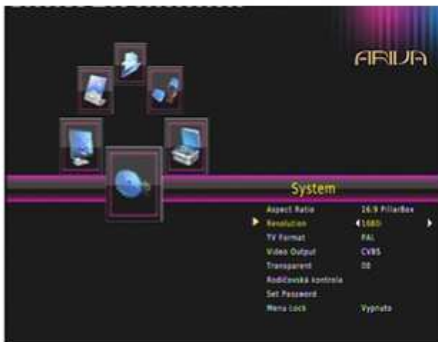 ARIVA
System
Aspect Ratio 16:9 PillarBox
Resolution 1080i
TV Format PAL
Video Output CVBS
Transparent 00
Rodičovská kontrola
Set Password
Menu Lock Vypnuto